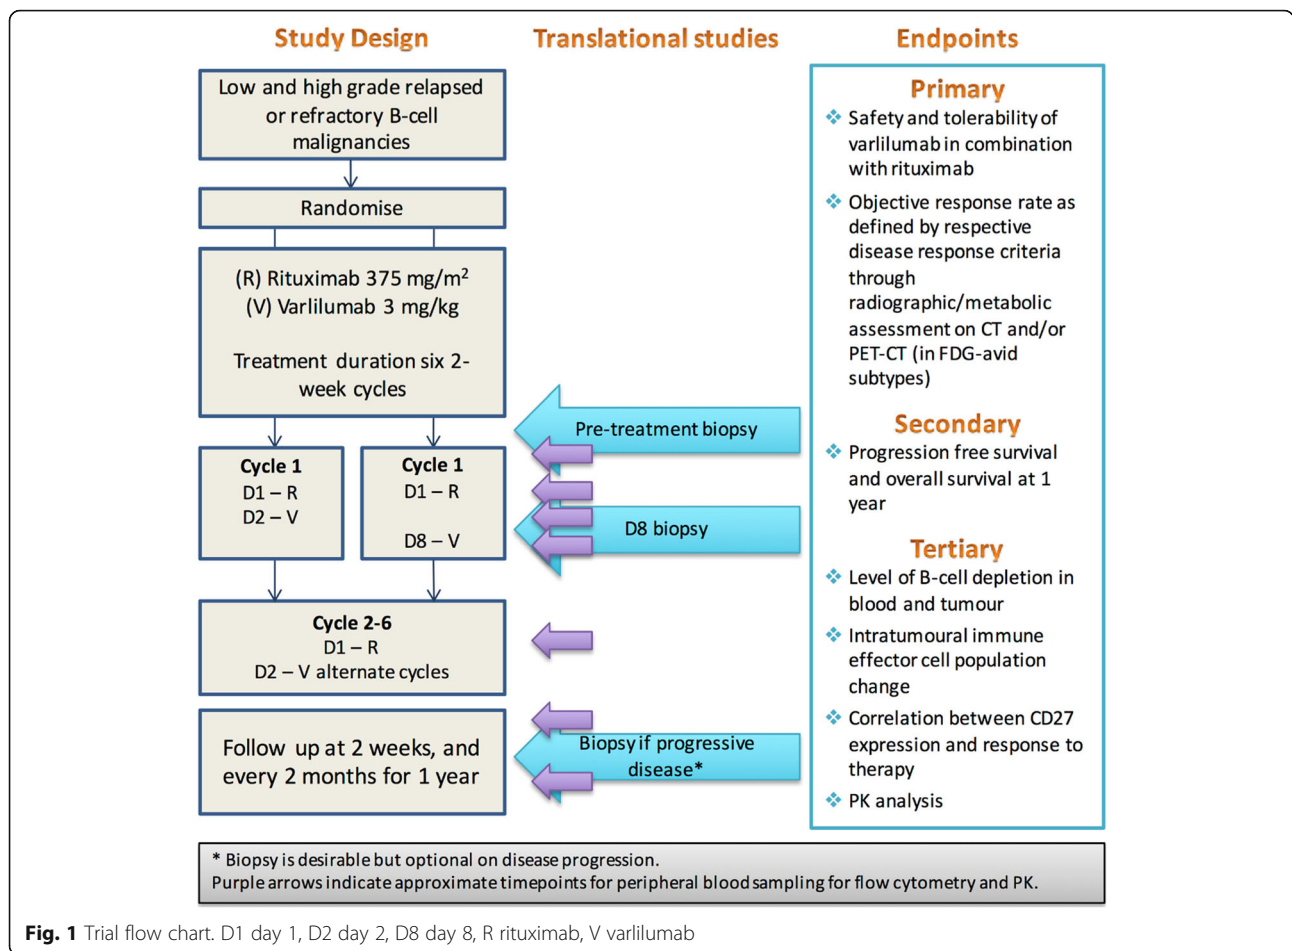 Study Design
Low and high grade relapsed
or refractory B-cell
malignancies
Randomise
(R) Rituximab 375 mg/m²
(V) Varlilumab 3 mg/kg
Treatment duration six 2-
week cycles
Cycle 1
D1 – R
D2 – V
Cycle 1
D1 – R
D8 – V
Cycle 2-6
D1 – R
D2 – V alternate cycles
Follow up at 2 weeks, and
every 2 months for 1 year
Translational studies
Pre-treatment biopsy
D8 biopsy
Biopsy if progressive
disease*
Endpoints
Primary
❖ Safety and tolerability of
varlilumab in combination
with rituximab
❖ Objective response rate as
defined by respective
disease response criteria
through
radiographic/metabolic
assessment on CT and/or
PET-CT (in FDG-avid
subtypes)
Secondary
❖ Progression free survival
and overall survival at 1
year
Tertiary
❖ Level of B-cell depletion in
blood and tumour
❖ Intratumoural immune
effector cell population
change
❖ Correlation between CD27
expression and response to
therapy
❖ PK analysis
* Biopsy is desirable but optional on disease progression.
Purple arrows indicate approximate timepoints for peripheral blood sampling for flow cytometry and PK.
Fig. 1 Trial flow chart. D1 day 1, D2 day 2, D8 day 8, R rituximab, V varlilumab